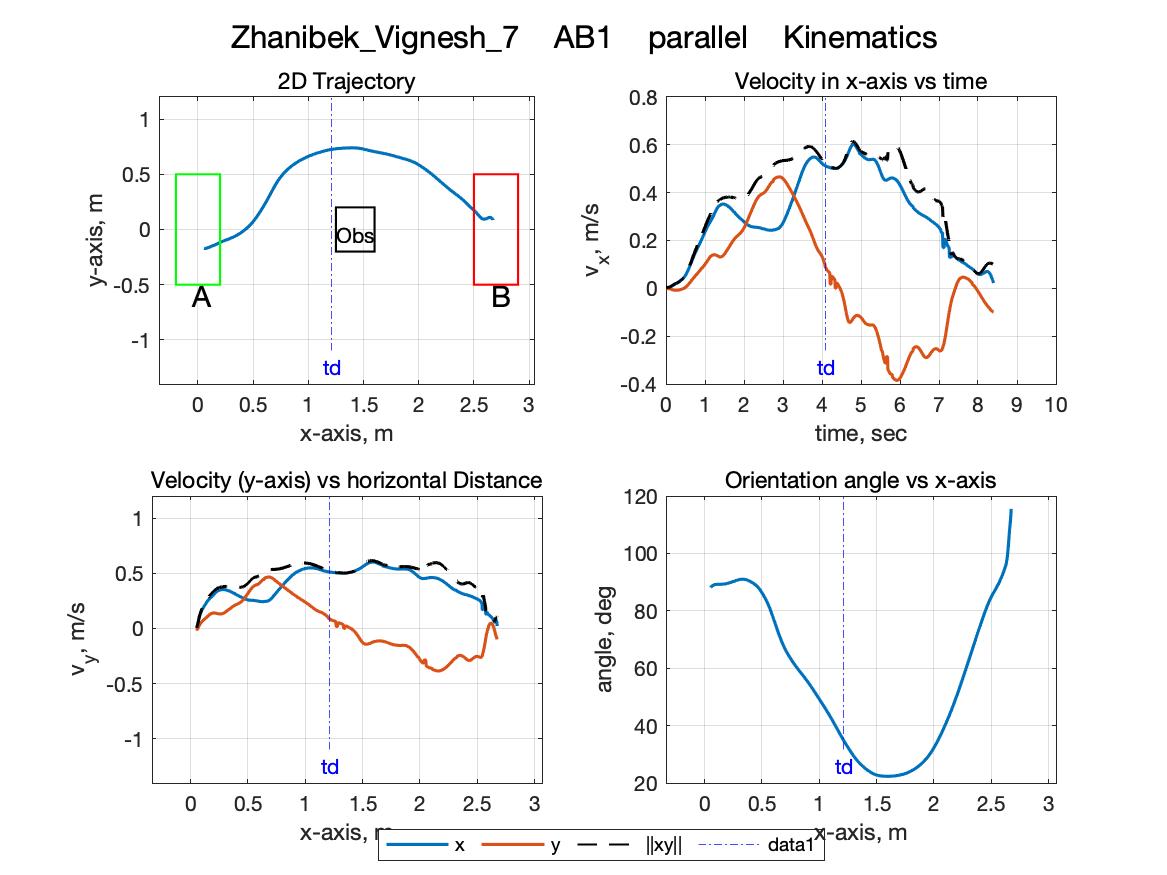 Zhanibek_Vignesh_7 AB1 parallel Kinematics
2D Trajectory
1
0.5
0
-0.5
-1
y-axis, m
A
Obs
B
td
0 0.5 1 1.5 2 2.5 3
x-axis, m
Velocity in x-axis vs time
0.8
0.6
0.4
0.2
0
-0.2
-0.4
vx, m/s
td
0 1 2 3 4 5 6 7 8 9 10
time, sec
Velocity (y-axis) vs horizontal Distance
1
0.5
0
-0.5
-1
vy, m/s
td
0 0.5 1 1.5 2 2.5 3
x-axis, m
Orientation angle vs x-axis
120
100
80
60
40
20
angle, deg
td
0 0.5 1 1.5 2 2.5 3
x-axis, m
x y ||xy|| data1